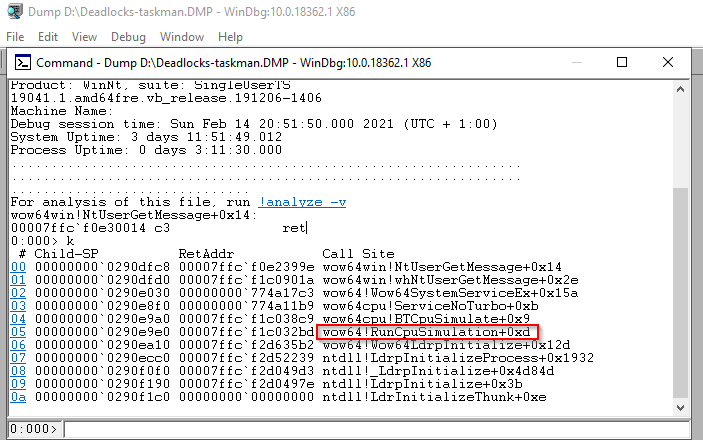 Dump D:\Deadlocks-taskman.DMP - WinDbg:10.0.18362.1 X86
File Edit View Debug Window Help
Command - Dump D:\Deadlocks-taskman.DMP - WinDbg:10.0.18362.1 X86
Product: WinNt, suite: SingleUserTS
19041.1.amd64fre.vb_release.191206-1406
Machine Name:
Debug session time: Sun Feb 14 20:51:50.000 2021 (UTC + 1:00)
System Uptime: 3 days 11:51:49.012
Process Uptime: 0 days 3:11:30.000
................................................................
................................................................
..........................
For analysis of this file, run !analyze -v
wow64win!NtUserGetMessage+0x14:
00007ffc`f0e30014 c3 ret
0:000> k
# Child-SP RetAddr Call Site
00 00000000`0290dfc8 00007ffc`f0e2399e wow64win!NtUserGetMessage+0x14
01 00000000`0290dfd0 00007ffc`f1c0901a wow64win!whNtUserGetMessage+0x2e
02 00000000`0290e030 00000000`774a17c3 wow64!Wow64SystemServiceEx+0x15a
03 00000000`0290e8f0 00000000`774a11b9 wow64cpu!ServiceNoTurbo+0xb
04 00000000`0290e9a0 00007ffc`f1c038c9 wow64cpu!BTCpuSimulate+0x9
05 00000000`0290e9e0 00007ffc`f1c032bd wow64!RunCpuSimulation+0xd
06 00000000`0290ea10 00007ffc`f2d635b2 wow64!Wow64LdrpInitialize+0x12d
07 00000000`0290ecc0 00007ffc`f2d52239 ntdll!LdrpInitializeProcess+0x1932
08 00000000`0290f0f0 00007ffc`f2d049d3 ntdll!_LdrpInitialize+0x4d84d
09 00000000`0290f190 00007ffc`f2d0497e ntdll!LdrpInitialize+0x3b
0a 00000000`0290f1c0 00000000`00000000 ntdll!LdrInitializeThunk+0xe
0:000>